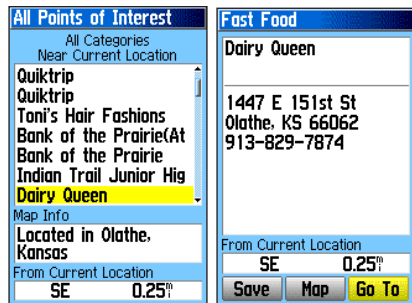 All Points of Interest
All Categories
Near Current Location
Quiktrip
Quiktrip
Toni's Hair Fashions
Bank of the Prairie(At
Bank of the Prairie
Indian Trail Junior Hig
Dairy Queen
Map Info
Located in Olathe,
Kansas
From Current Location
SE 0.25m
Fast Food
Dairy Queen
1447 E 151st St
Olathe, KS 66062
913-829-7874
From Current Location
SE 0.25m
Save Map Go To